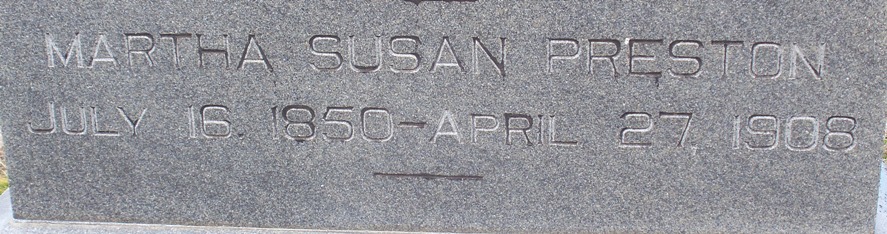 MARTHA SUSAN PRESTON
JULY 16. 1850-APRIL 27, 1908